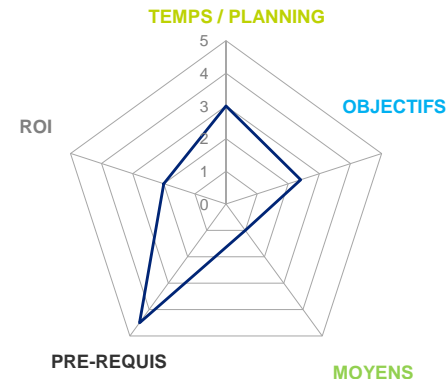 TEMPS / PLANNING
5
4
OBJECTIFS
3
ROI
2
1
0
PRE-REQUIS
MOYENS